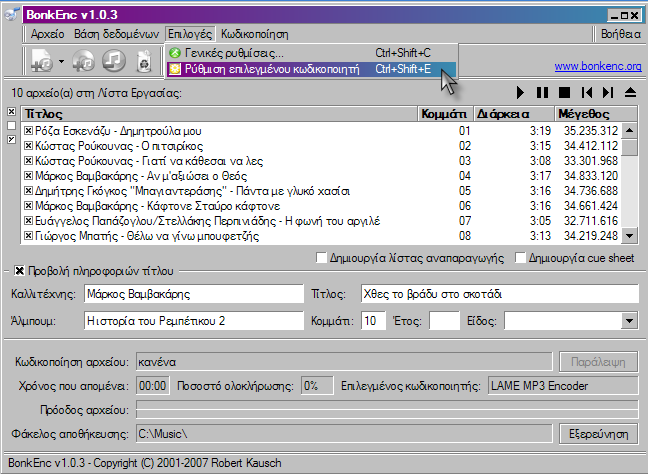 BonkEnc v1.0.3
Αρχείο Βάση δεδομένων Επιλογές Κωδικοποίηση Βοήθεια
Γενικές ρυθμίσεις... Ctrl+Shift+C
Ρύθμιση επιλεγμένου κωδικοποιητή Ctrl+Shift+E
www.bonkenc.org
10 αρχείο(α) στη Λίστα Εργασίας:
Τίτλος Κομμάτι Διάρκεια Μέγεθος
Ρόζα Εσκενάζυ - Δημητρούλα μου 01 3:19 35.235.312
Κώστας Ρούκουνας - Ο πιτσιρίκος 02 3:15 34.412.112
Κώστας Ρούκουνας - Γιατί να κάθεσαι να λες 03 3:08 33.301.968
Μάρκος Βαμβακάρης - Αν μ'αξιώσει ο Θεός 04 3:17 34.833.120
Δημήτρης Γκόγκος "Μπαγιαντεράσης" - Πάντα με γλυκό χασίσι 05 3:16 34.736.688
Μάρκος Βαμβακάρης - Κάφτονε Σταύρο κάφτονε 06 3:16 34.661.424
Ευάγγελος Παπάζογλου/Στελλάκης Περπινιάδης - Η φωνή του αργιλέ 07 3:05 32.711.616
Γιώργος Μπατής - Θέλω να γίνω μπουφετζής 08 3:13 34.219.248
Δημιουργία λίστας αναπαραγωγής Δημιουργία cue sheet
Προβολή πληροφοριών τίτλου
Καλλιτέχνης: Μάρκος Βαμβακάρης Τίτλος: Χθες το βράδυ στο σκοτάδι
Άλμπουμ: Η ιστορία του Ρεμπέτικου 2 Κομμάτι: 10 Έτος: Είδος:
Κωδικοποίηση αρχείου: κανένα Παράλειψη
Χρόνος που απομένει: 00:00 Ποσοστό ολοκλήρωσης: 0% Επιλεγμένος κωδικοποιητής: LAME MP3 Encoder
Πρόοδος αρχείου:
Φάκελος αποθήκευσης: C:\Music\ Εξερεύνηση
BonkEnc v1.0.3 - Copyright (C) 2001-2007 Robert Kausch